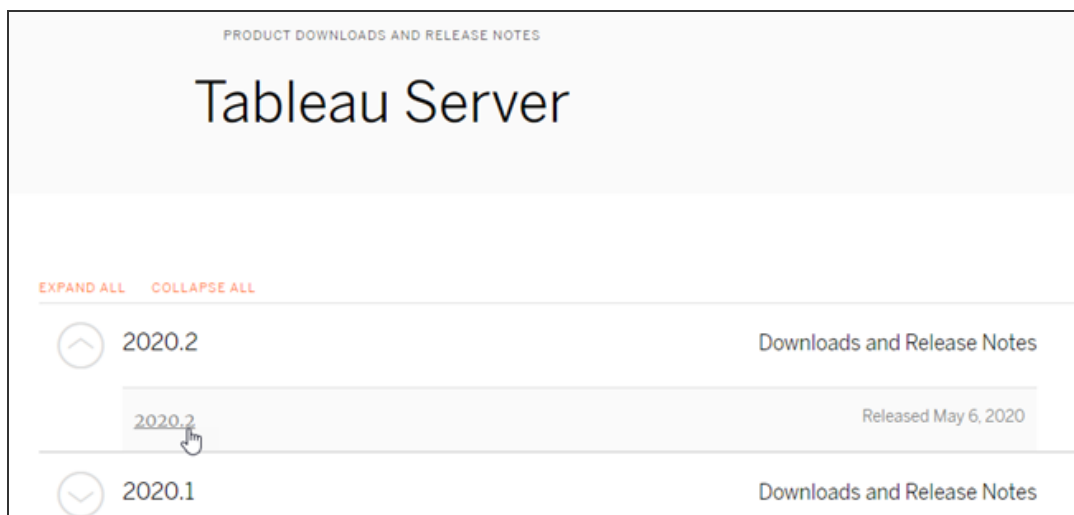 PRODUCT DOWNLOADS AND RELEASE NOTES
Tableau Server
EXPAND ALL COLLAPSE ALL
2020.2 Downloads and Release Notes
2020.2 Released May 6, 2020
2020.1 Downloads and Release Notes